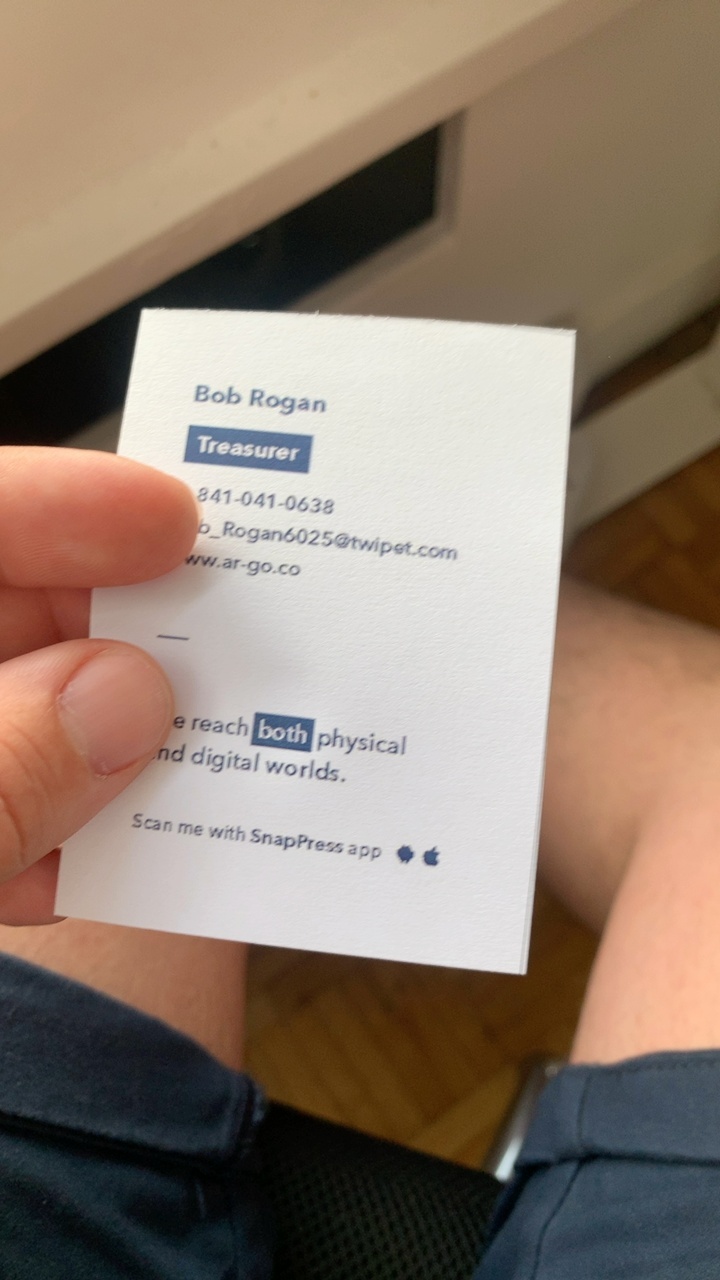 Bob Rogan
Treasurer
841-041-0638
b_Rogan6025@twipet.com
ww.ar-go.co
e reach both physical
nd digital worlds.
Scan me with SnapPress app